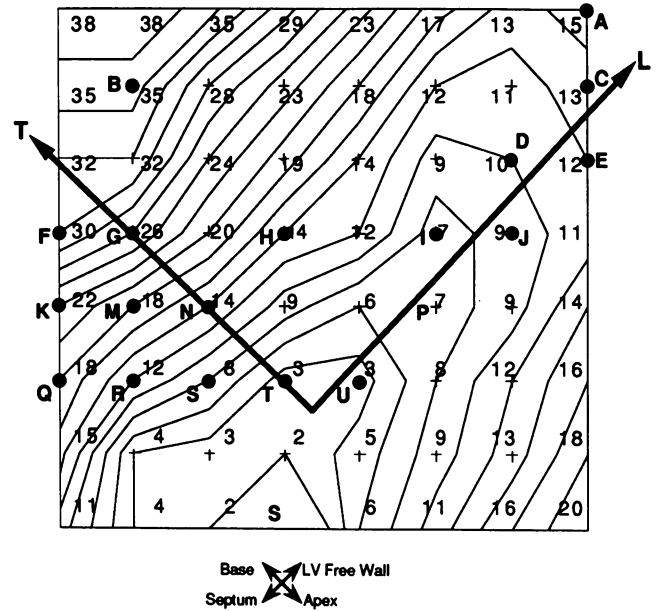 38 38 35 29 23 17 13 15 A
B C
35 35 28 23 18 12 11 13 L
T D
32 32 24 19 14 9 10 12 E
F 30 G 26 20 H 14 12 I 7 9 J 11
K 22 M 18 N 14 9 6 P 7 9 14
18 12 8 3 3 8 12 16
Q R S T U
15 4 3 2 5 9 13 18
11 4 2 S 6 11 16 20
Base LV Free Wall
Septum Apex